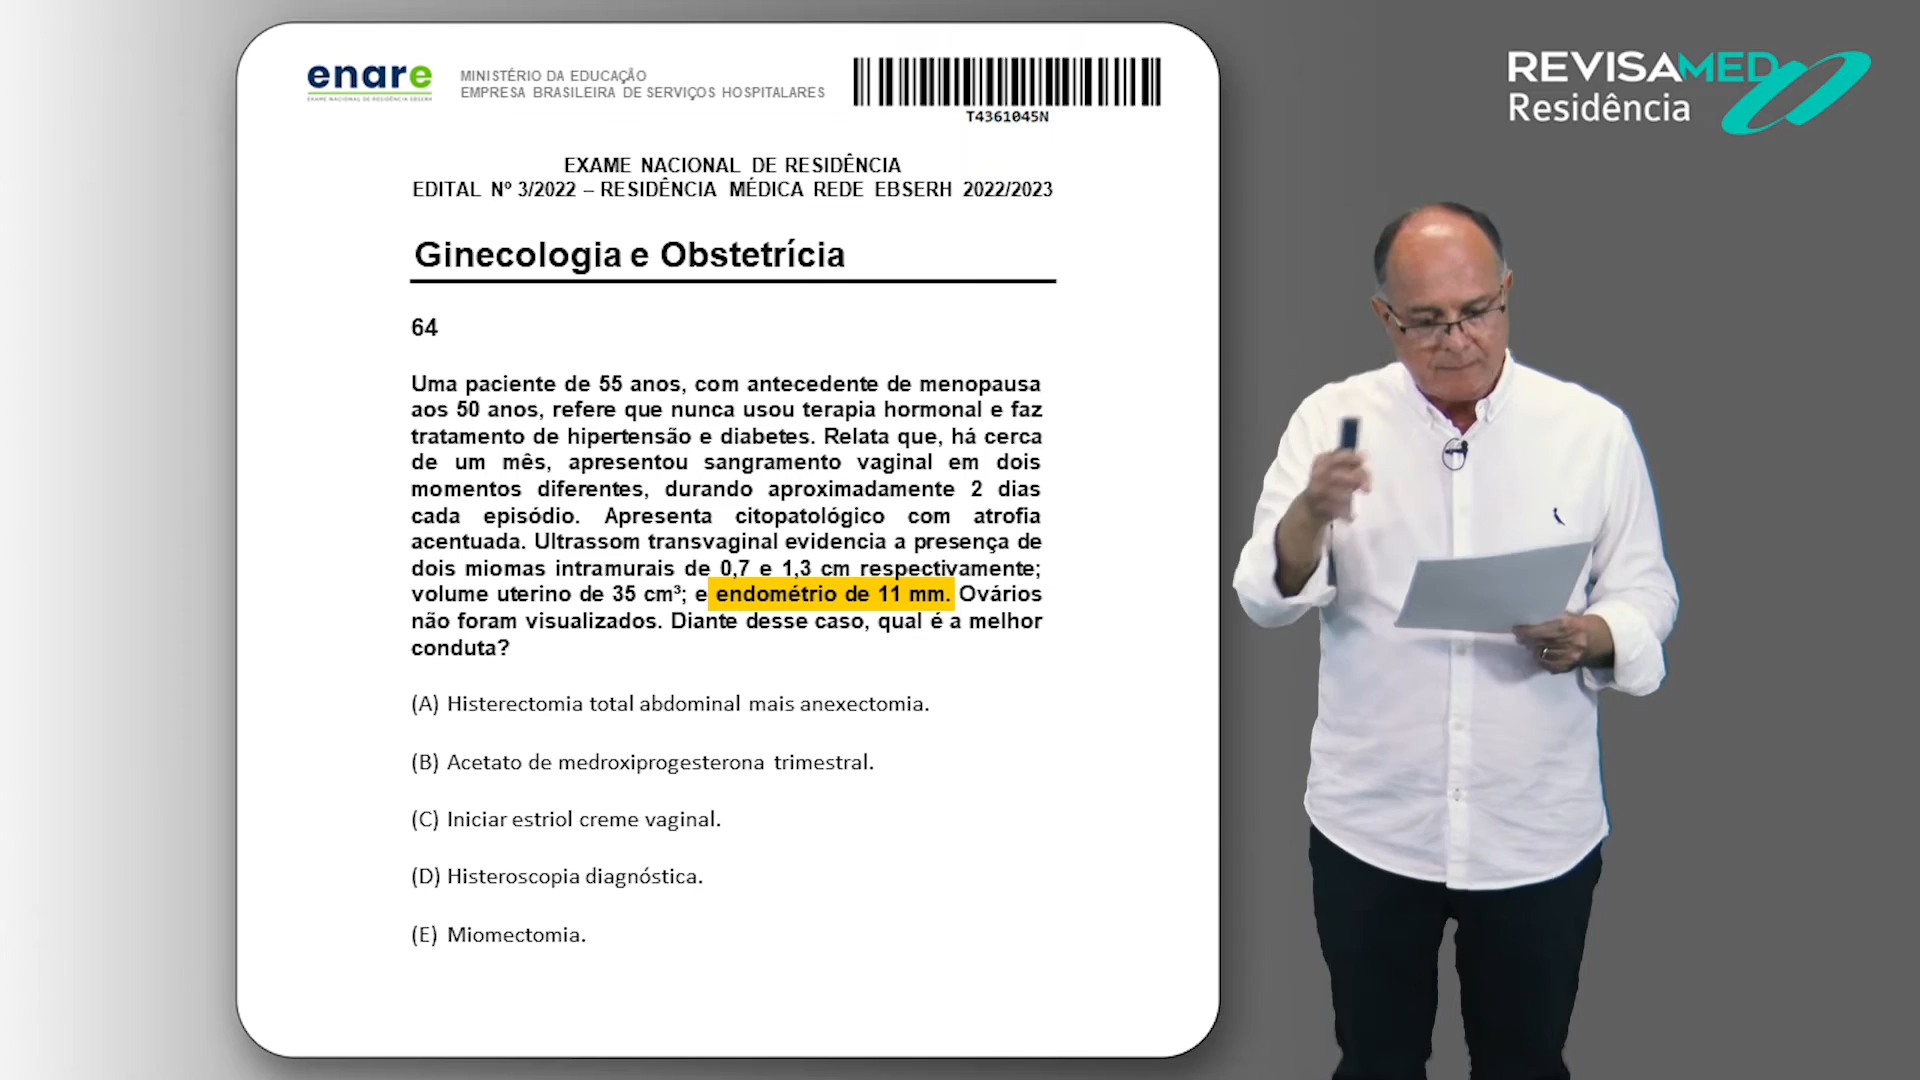 enare
EXAME NACIONAL DE RESIDÊNCIA EBSERH
MINISTÉRIO DA EDUCAÇÃO
EMPRESA BRASILEIRA DE SERVIÇOS HOSPITALARES
T4361045N
REVISAMED
Residência
EXAME NACIONAL DE RESIDÊNCIA
EDITAL Nº 3/2022 – RESIDÊNCIA MÉDICA REDE EBSERH 2022/2023
Ginecologia e Obstetrícia
64
Uma paciente de 55 anos, com antecedente de menopausa
aos 50 anos, refere que nunca usou terapia hormonal e faz
tratamento de hipertensão e diabetes. Relata que, há cerca
de um mês, apresentou sangramento vaginal em dois
momentos diferentes, durando aproximadamente 2 dias
cada episódio. Apresenta citopatológico com atrofia
acentuada. Ultrassom transvaginal evidencia a presença de
dois miomas intramurais de 0,7 e 1,3 cm respectivamente;
volume uterino de 35 cm³; e endométrio de 11 mm. Ovários
não foram visualizados. Diante desse caso, qual é a melhor
conduta?
(A) Histerectomia total abdominal mais anexectomia.
(B) Acetato de medroxiprogesterona trimestral.
(C) Iniciar estriol creme vaginal.
(D) Histeroscopia diagnóstica.
(E) Miomectomia.